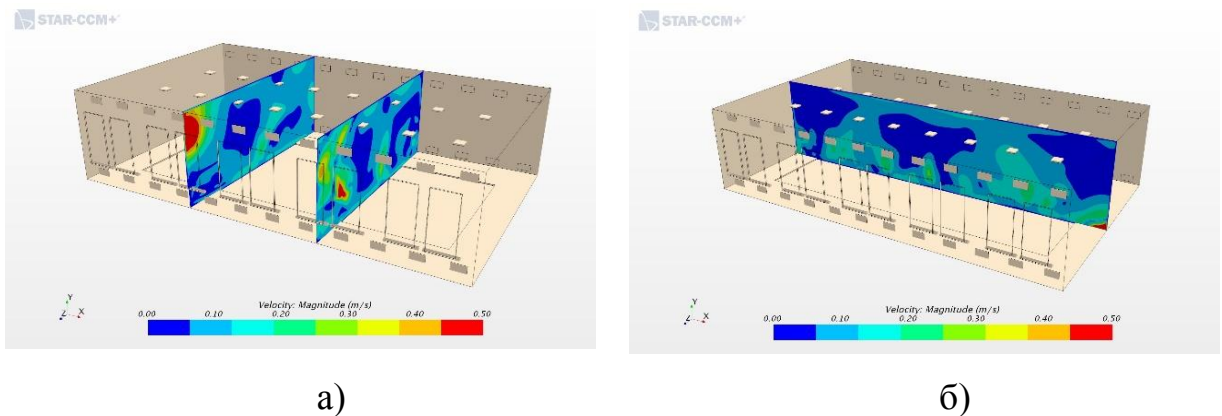 STAR-CCM+
Y
Z X
Velocity: Magnitude (m/s)
0.00 0.10 0.20 0.30 0.40 0.50
а)
STAR-CCM+
Y
Z X
Velocity: Magnitude (m/s)
0.00 0.10 0.20 0.30 0.40 0.50
б)